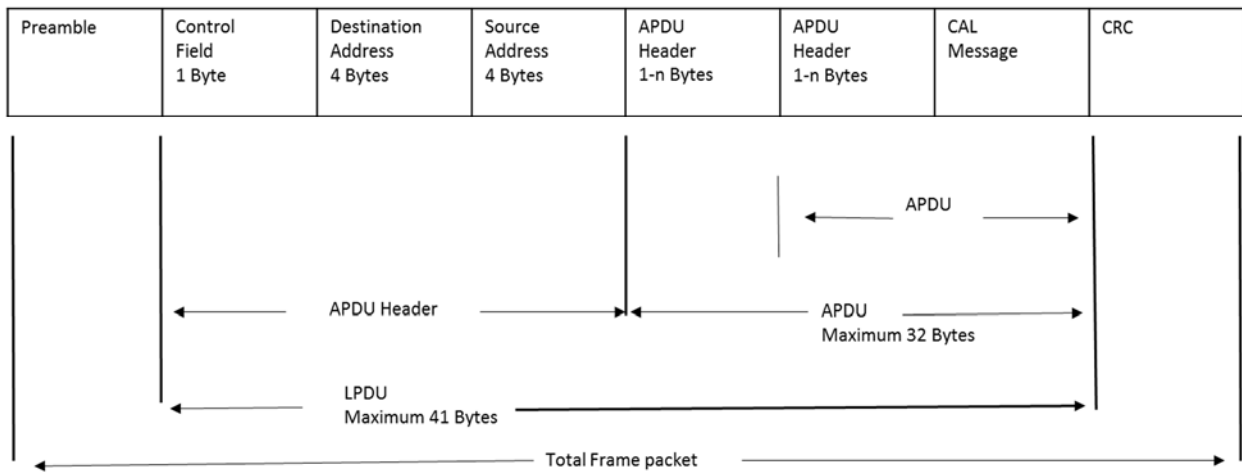 Preamble
Control
Field
1 Byte
Destination
Address
4 Bytes
Source
Address
4 Bytes
APDU
Header
1-n Bytes
APDU
Header
1-n Bytes
CAL
Message
CRC
APDU
APDU Header
APDU
Maximum 32 Bytes
LPDU
Maximum 41 Bytes
Total Frame packet